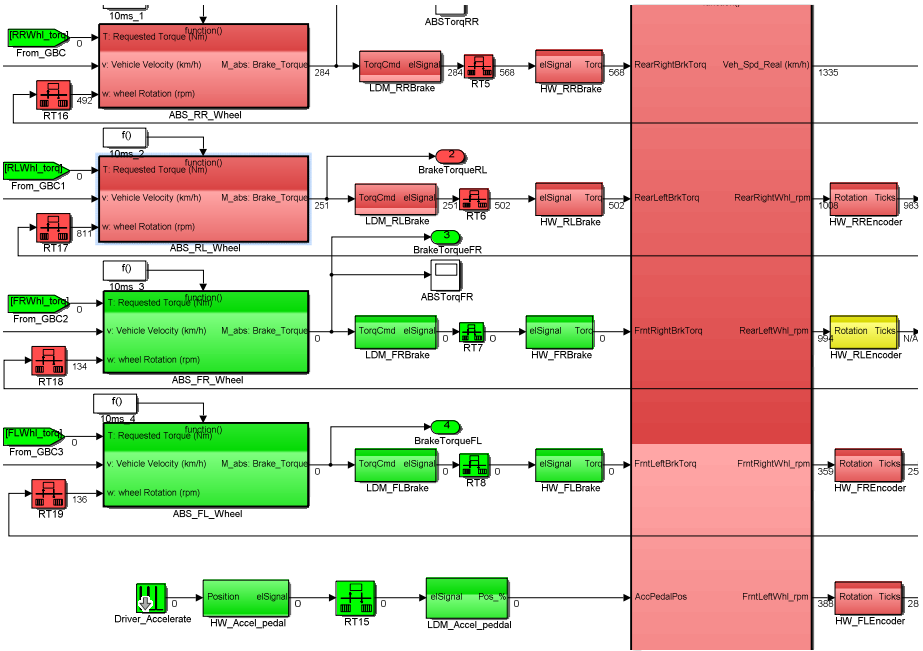 10ms_1
ABSTorqRR
[RRWhl_torq]
0
From_GBC
function()
T: Requested Torque (Nm)
v: Vehicle Velocity (km/h) M_abs: Brake_Torque
w: wheel Rotation (rpm)
ABS_RR_Wheel
RT16
492
284
TorqCmd elSignal
LDM_RRBrake
284
RT5
568
elSignal Torq
HW_RRBrake
568
RearRightBrkTorq Veh_Spd_Real (km/h)
1335
f()
10ms_2
[RLWhl_torq]
0
From_GBC1
function()
T: Requested Torque (Nm)
v: Vehicle Velocity (km/h) M_abs: Brake_Torque
w: wheel Rotation (rpm)
ABS_RL_Wheel
RT17
811
251
2
BrakeTorqueRL
TorqCmd elSignal
LDM_RLBrake
251
RT6
502
elSignal Torq
HW_RLBrake
502
RearLeftBrkTorq RearRightWhl_rpm
1008
Rotation Ticks
HW_RREncoder
983
3
BrakeTorqueFR
ABSTorqFR
f()
10ms_3
[FRWhl_torq]
0
From_GBC2
function()
T: Requested Torque (Nm)
v: Vehicle Velocity (km/h) M_abs: Brake_Torque
w: wheel Rotation (rpm)
ABS_FR_Wheel
RT18
134
0
TorqCmd elSignal
LDM_FRBrake
0
RT7
0
elSignal Torq
HW_FRBrake
0
FrntRightBrkTorq RearLeftWhl_rpm
994
Rotation Ticks
HW_RLEncoder
N/A
f()
10ms_4
[FLWhl_torq]
0
From_GBC3
function()
T: Requested Torque (Nm)
v: Vehicle Velocity (km/h) M_abs: Brake_Torque
w: wheel Rotation (rpm)
ABS_FL_Wheel
RT19
136
0
4
BrakeTorqueFL
TorqCmd elSignal
LDM_FLBrake
0
RT8
0
elSignal Torq
HW_FLBrake
0
FrntLeftBrkTorq FrntRightWhl_rpm
359
Rotation Ticks
HW_FREncoder
25
Driver_Accelerate
0
Position elSignal
HW_Accel_pedal
0
RT15
0
elSignal Pos_%
LDM_Accel_peddal
0
AccPedalPos FrntLeftWhl_rpm
388
Rotation Ticks
HW_FLEncoder
28